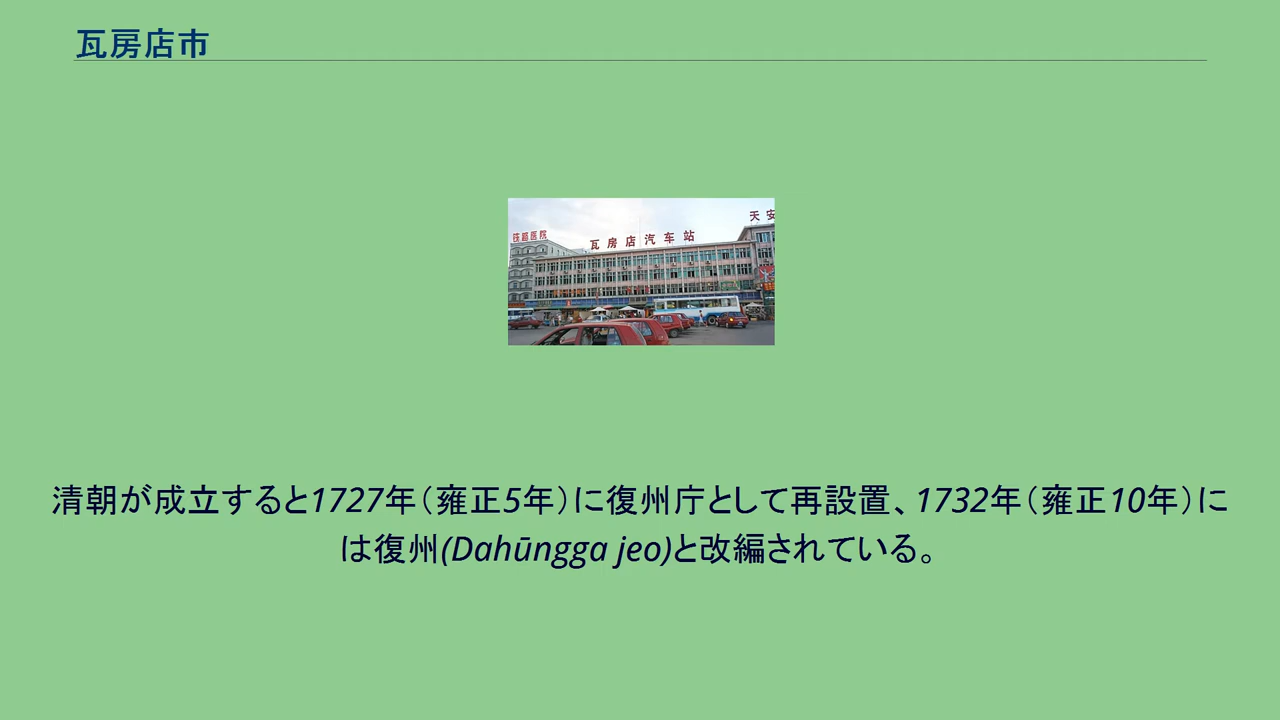 瓦房店市
天安
铁路医院
瓦房店汽车站
清朝が成立すると1727年（雍正5年）に復州庁として再設置、1732年（雍正10年）に
は復州(Dahūngga jeo)と改編されている。